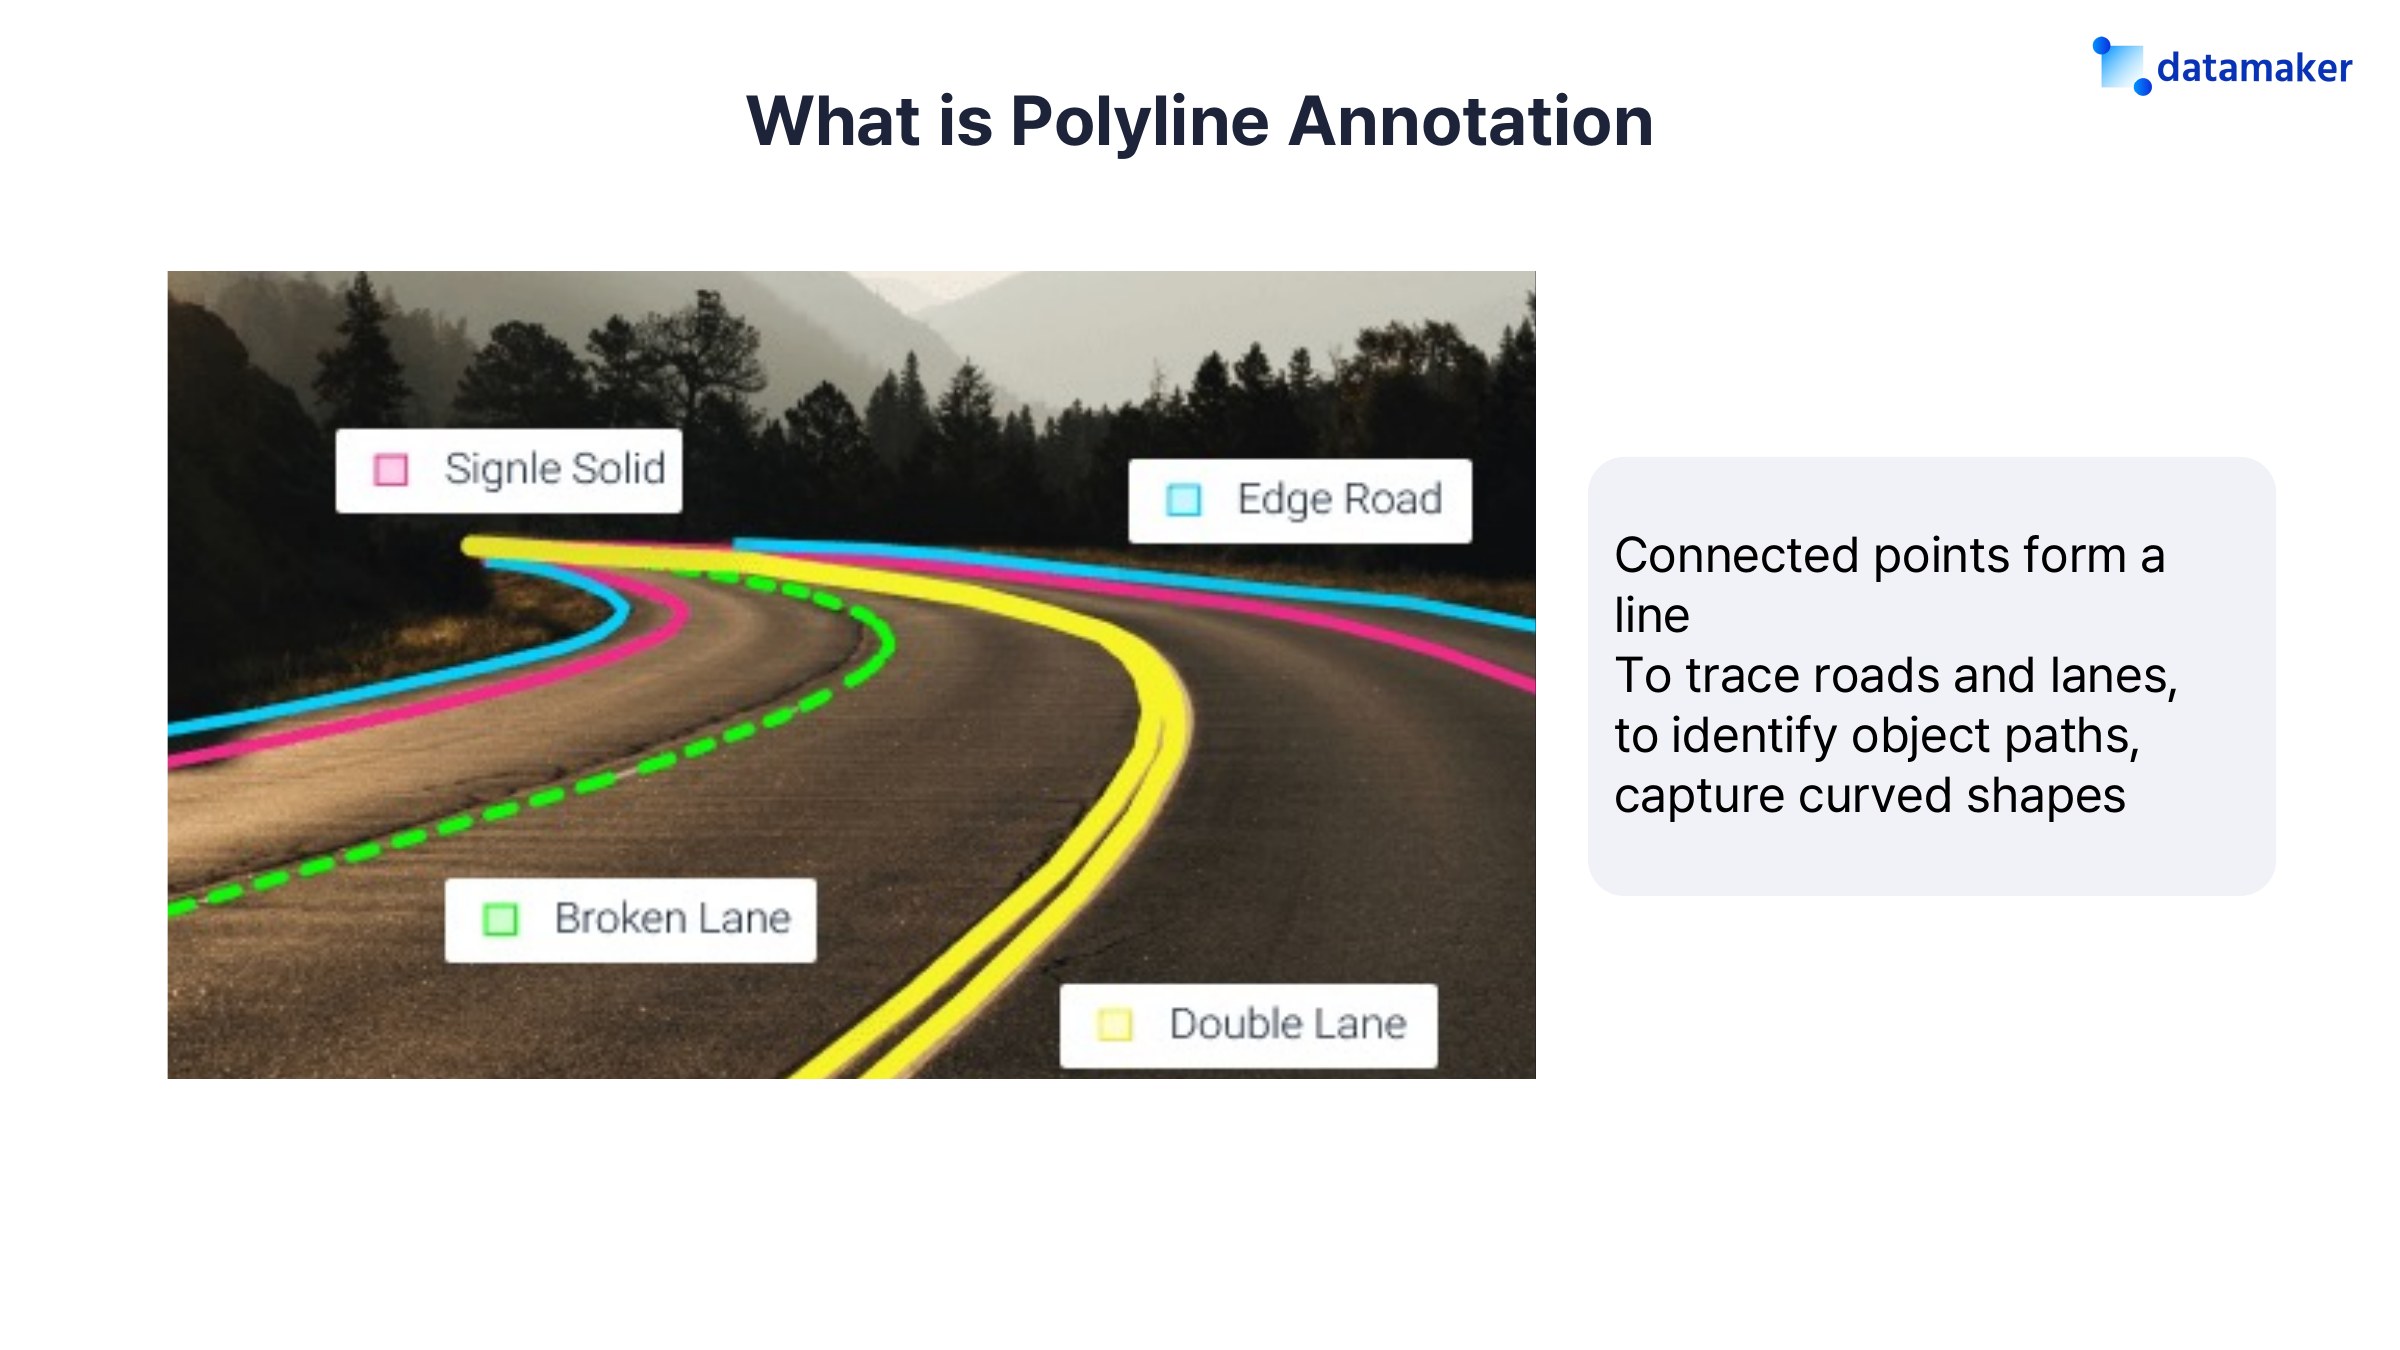 datamaker
What is Polyline Annotation
Signle Solid
Edge Road
Broken Lane
Double Lane
Connected points form a
line
To trace roads and lanes,
to identify object paths,
capture curved shapes